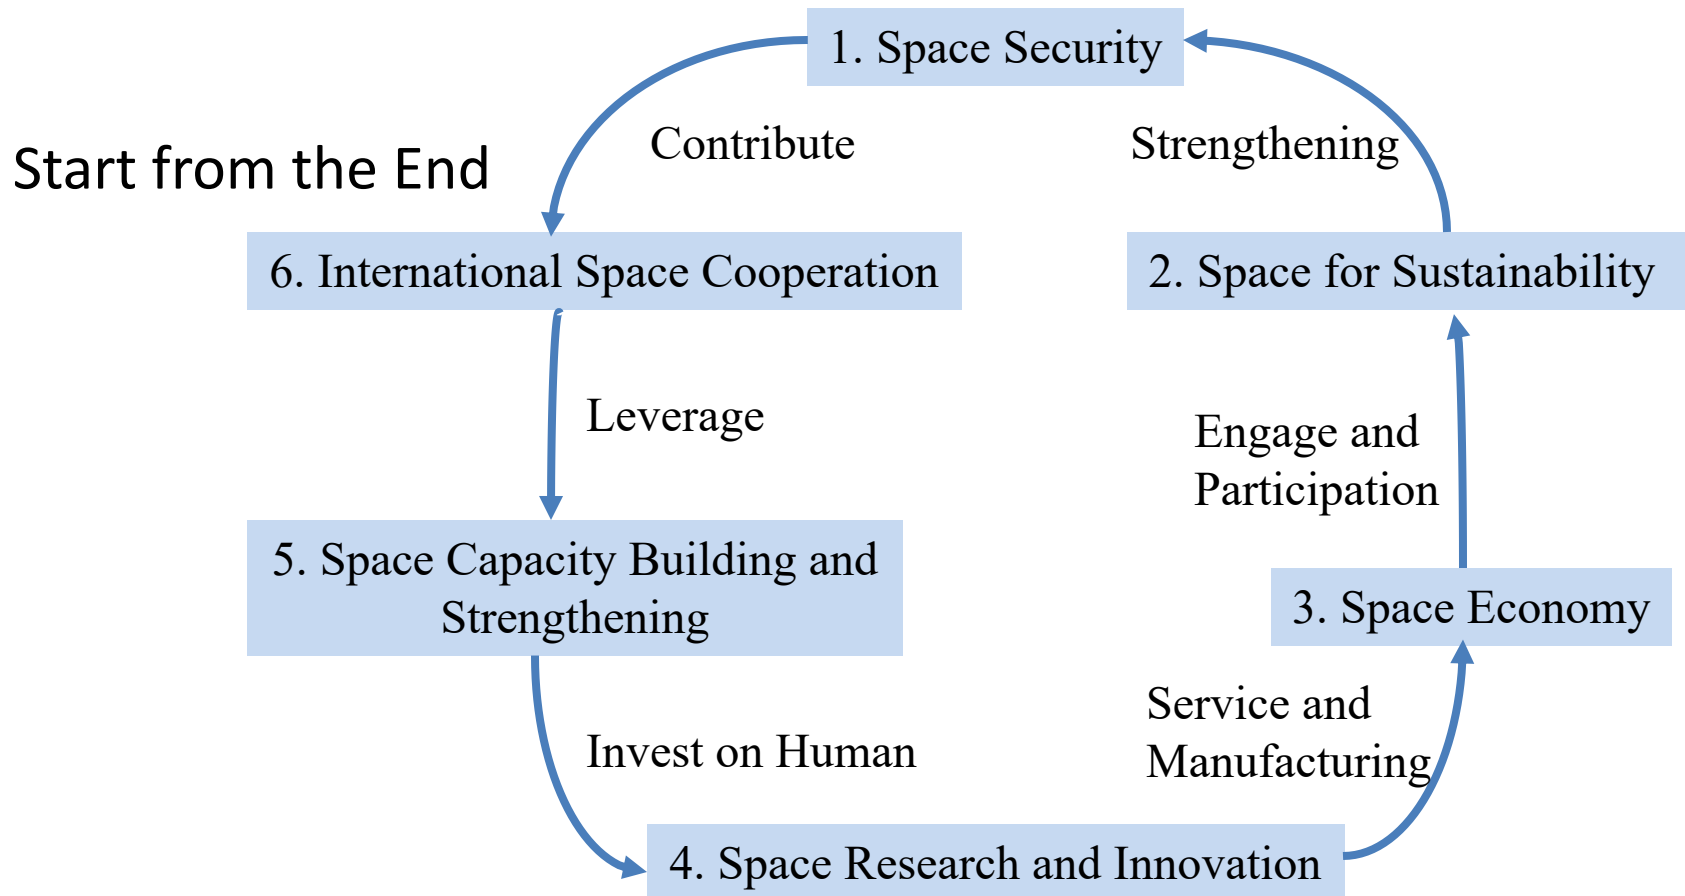 1. Space Security
Contribute
Strengthening
Start from the End
6. International Space Cooperation
2. Space for Sustainability
Leverage
Engage and
Participation
5. Space Capacity Building and
Strengthening
3. Space Economy
Invest on Human
Service and
Manufacturing
4. Space Research and Innovation